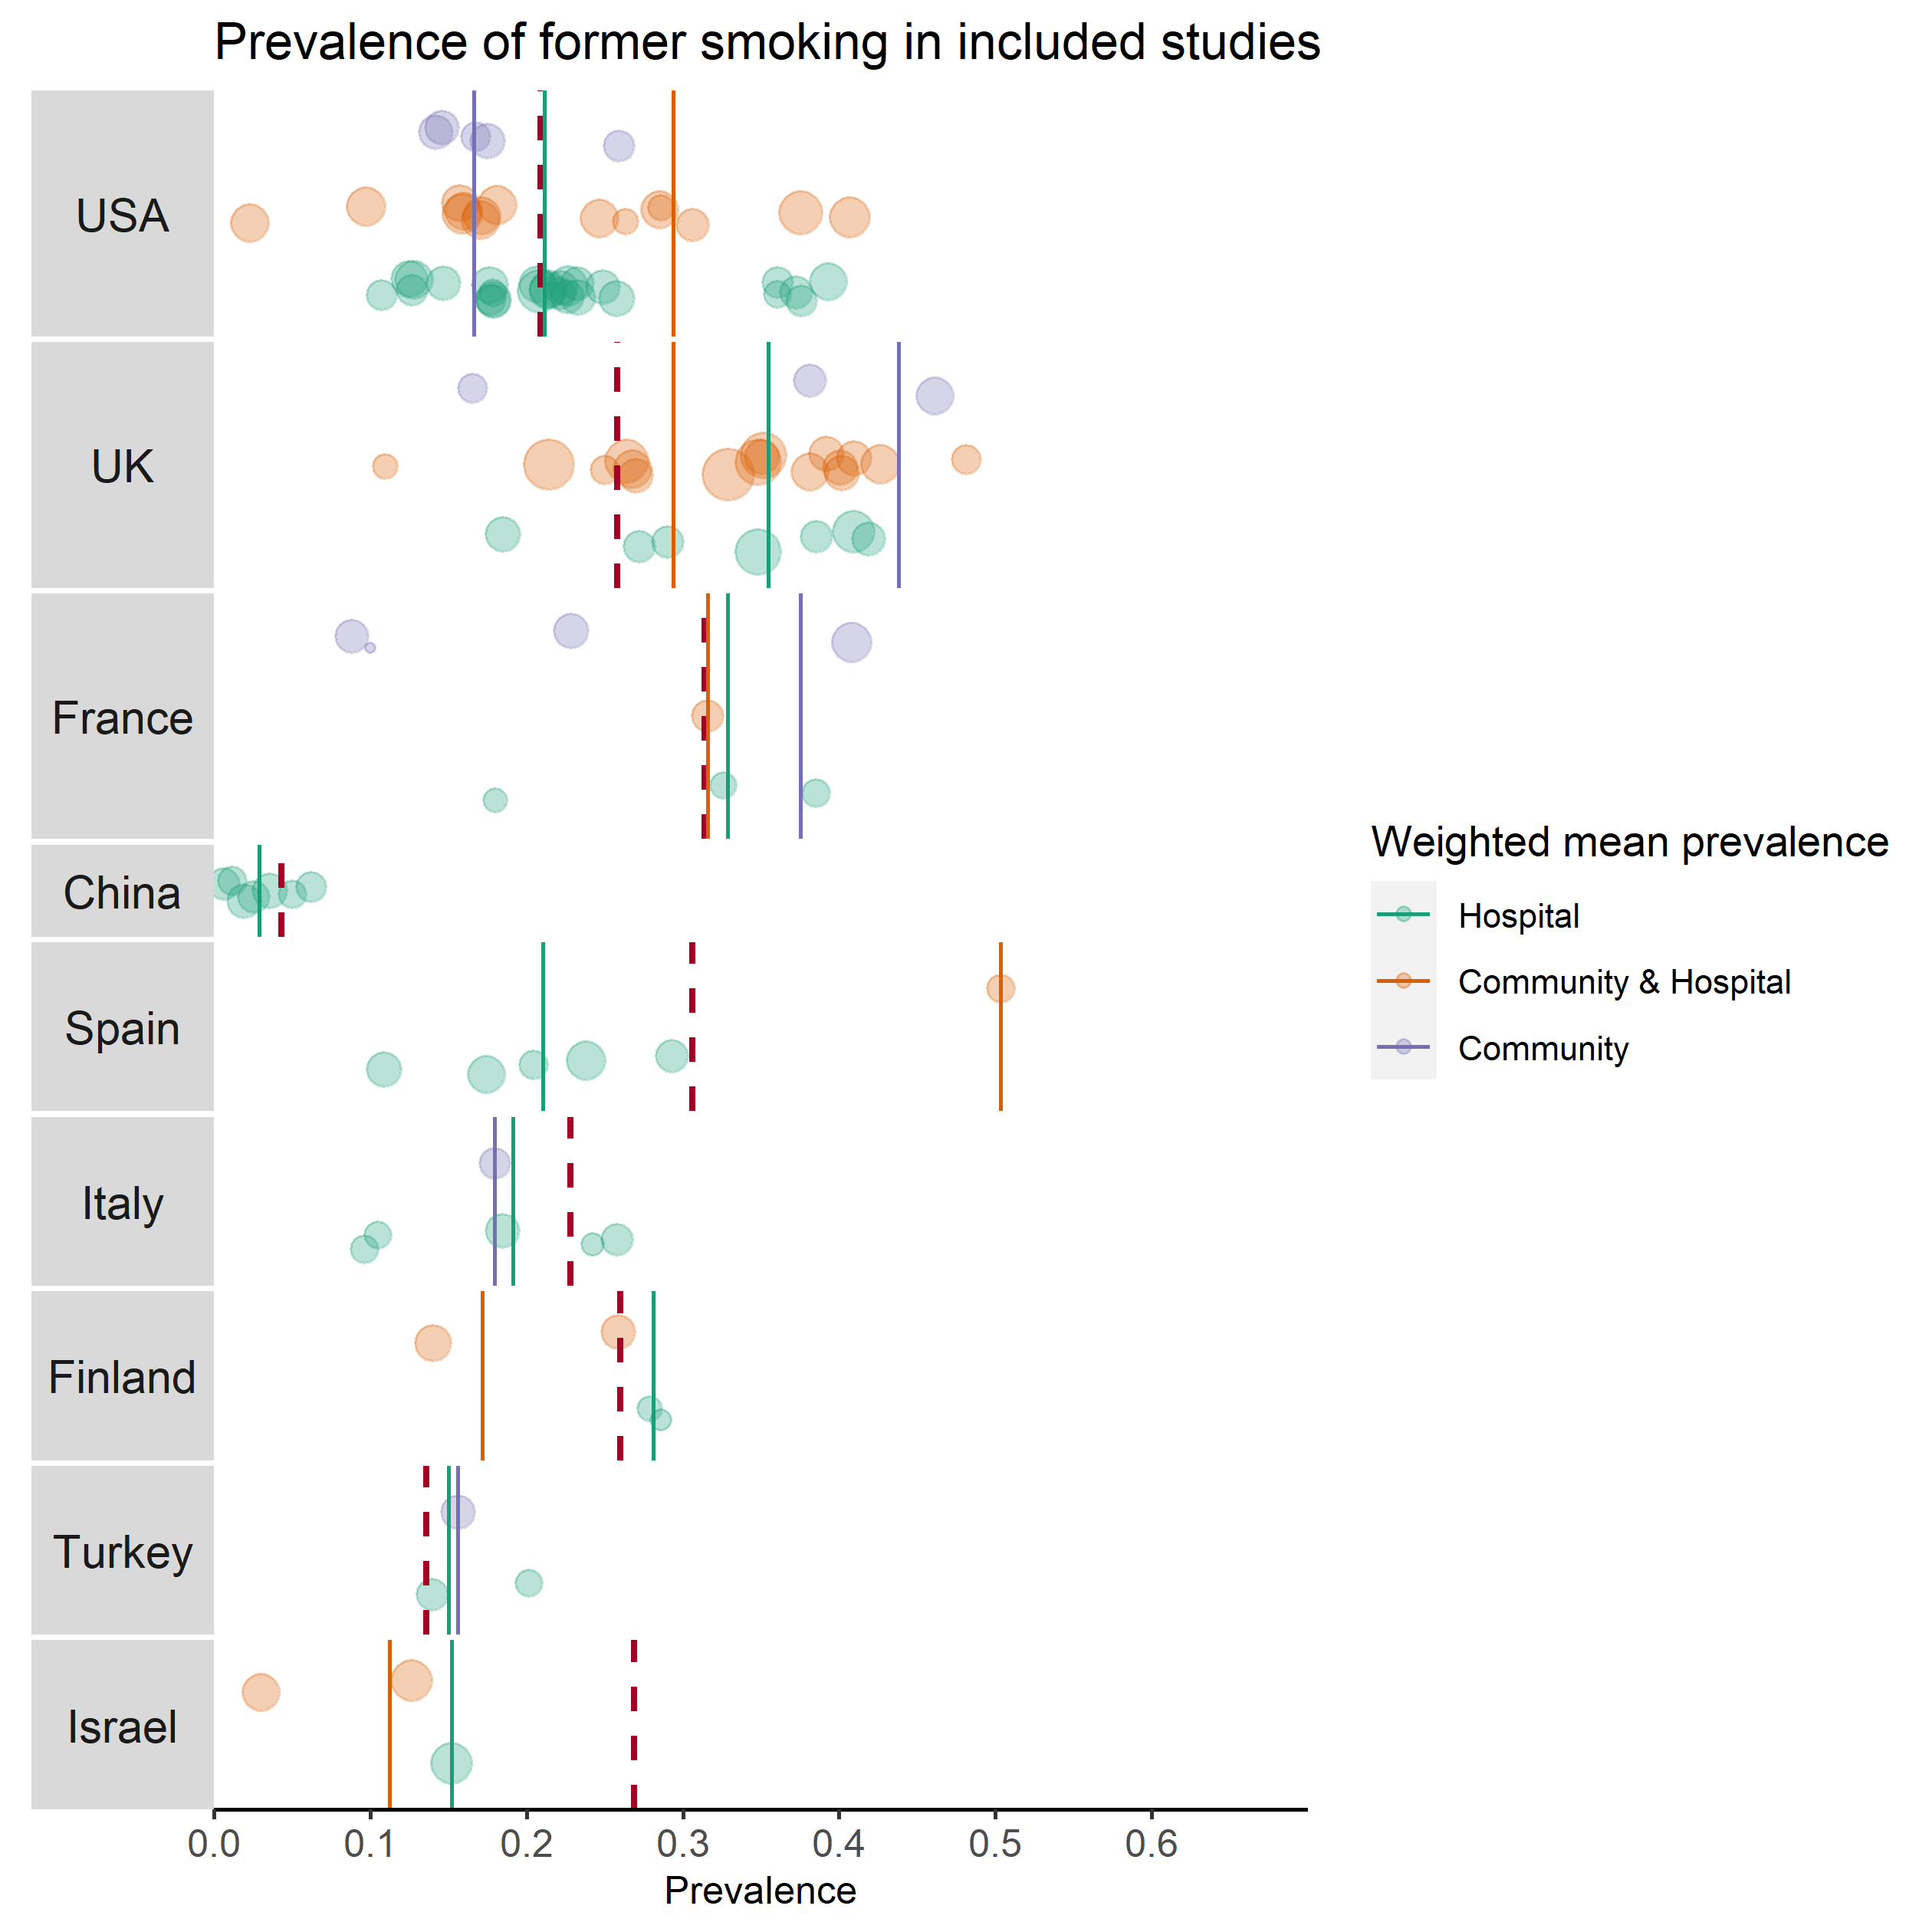 Prevalence of former smoking in included studies
USA
UK
France
China
Spain
Italy
Finland
Turkey
Israel
0.0 0.1 0.2 0.3 0.4 0.5 0.6
Prevalence
Weighted mean prevalence
Hospital
Community & Hospital
Community